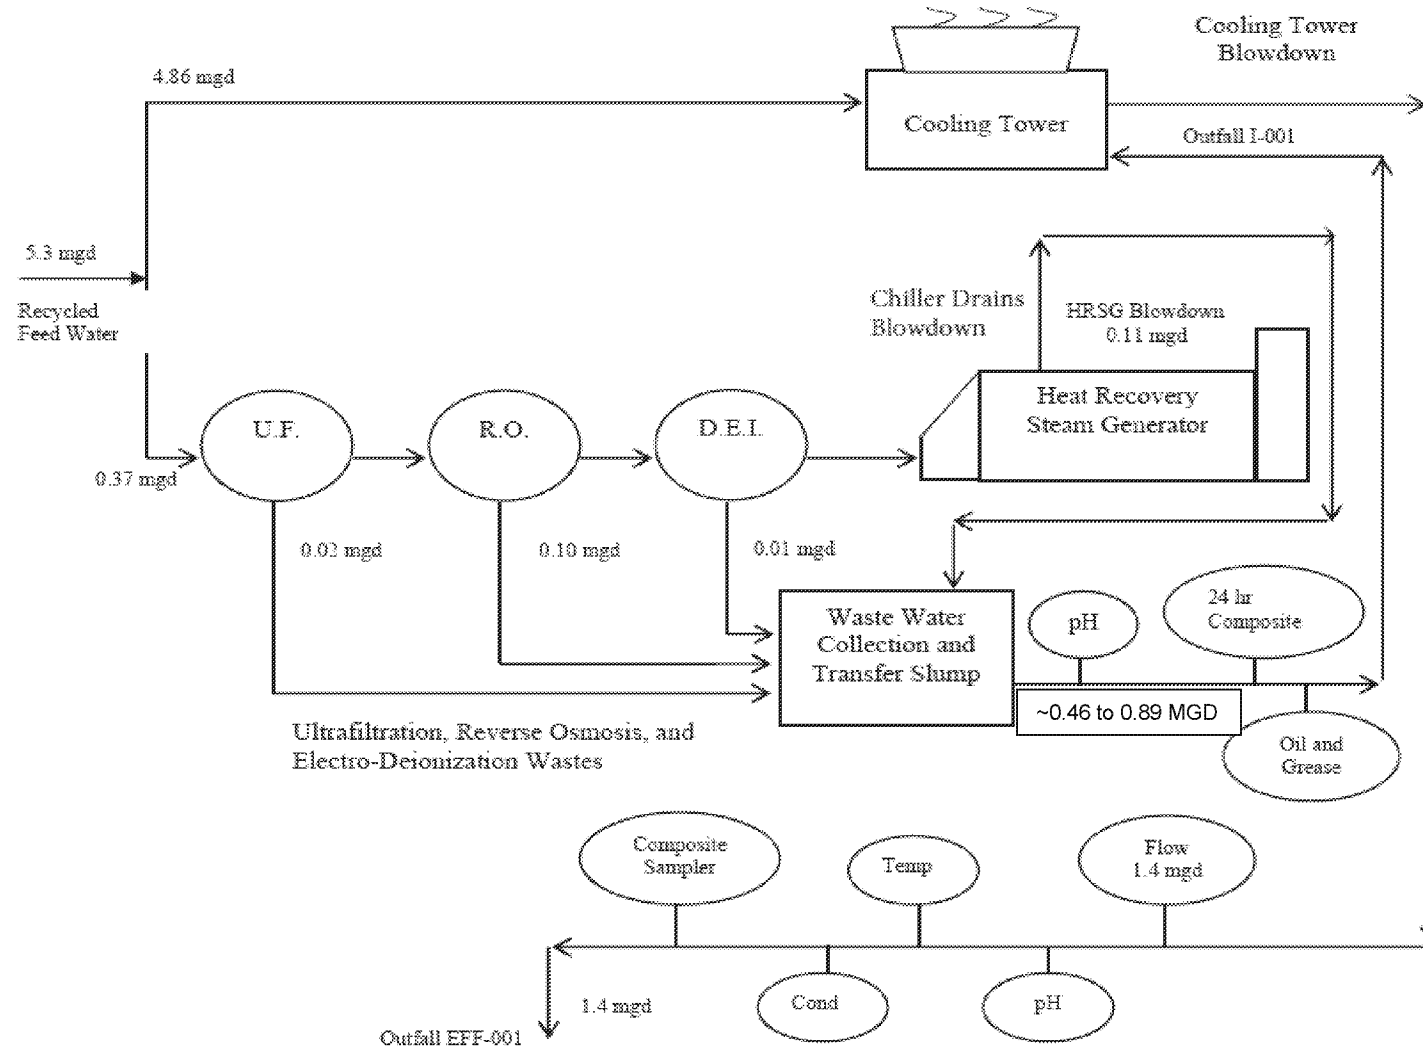 Cooling Tower
Blowdown
4.86 mgd
Cooling Tower
Outfall I-001
5.3 mgd
Recycled
Feed Water
Chiller Drains
Blowdown
HRSG Blowdown
0.11 mgd
Heat Recovery
Steam Generator
U.F.
R.O.
D.E.I.
0.37 mgd
0.02 mgd
0.10 mgd
0.01 mgd
Waste Water
Collection and
Transfer Slump
pH
24 hr
Composite
~0.46 to 0.89 MGD
Oil and
Grease
Ultrafiltration, Reverse Osmosis, and
Electro-Deionization Wastes
Composite
Sampler
Temp
Flow
1.4 mgd
Cond
pH
1.4 mgd
Outfall EFF-001